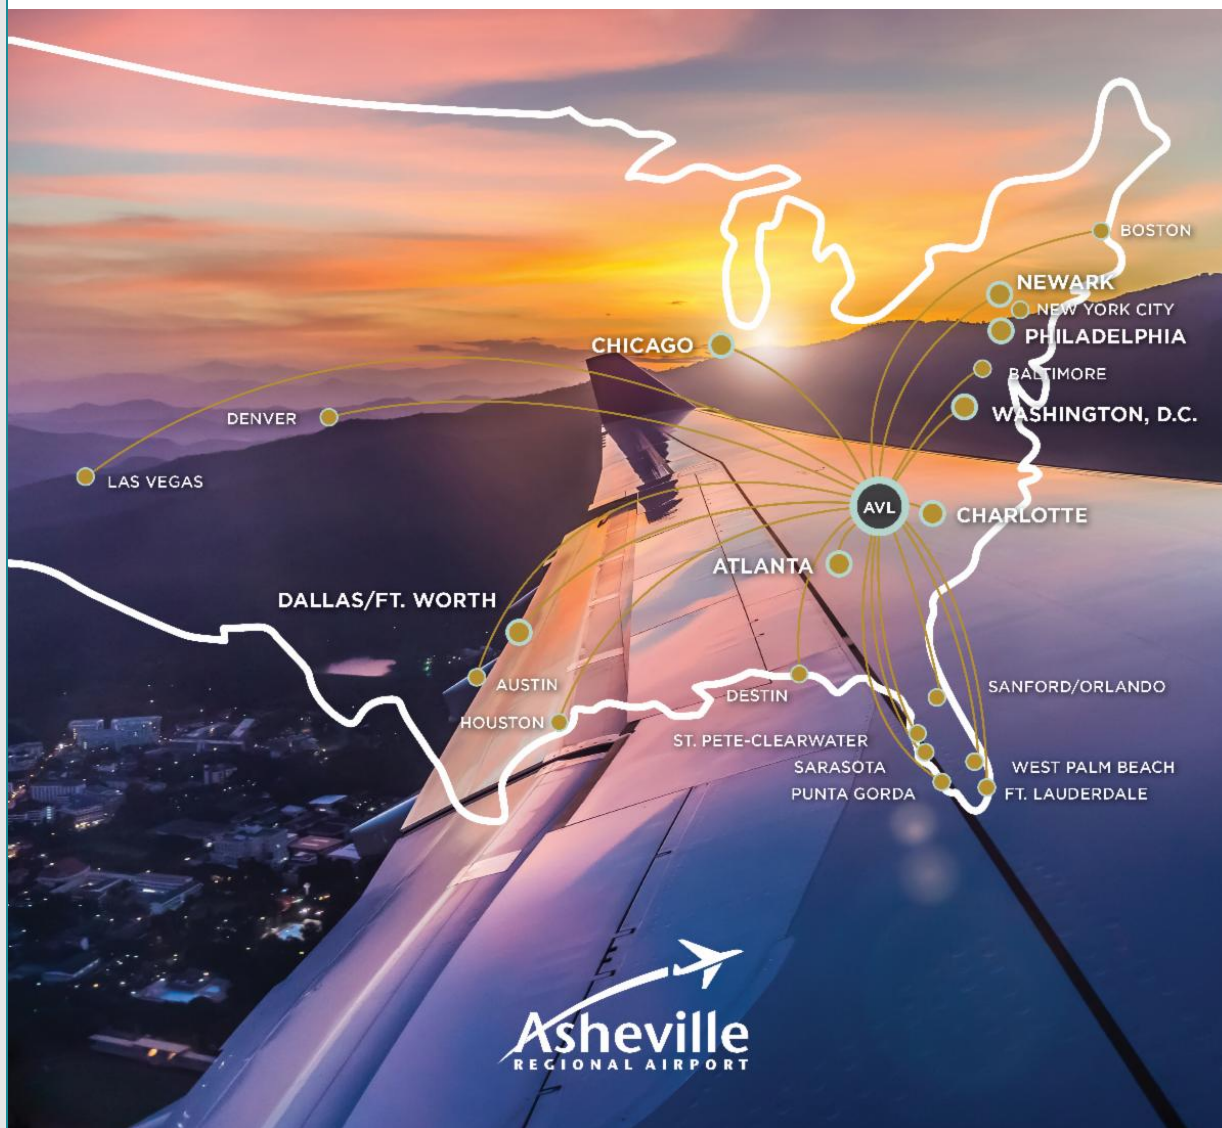 BOSTON
NEWARK
NEW YORK CITY
PHILADELPHIA
CHICAGO
BALTIMORE
WASHINGTON, D.C.
DENVER
LAS VEGAS
AVL
CHARLOTTE
ATLANTA
DALLAS/FT. WORTH
AUSTIN
SANFORD/ORLANDO
DESTIN
HOUSTON
ST. PETE-CLEARWATER
SARASOTA
WEST PALM BEACH
PUNTA GORDA
FT. LAUDERDALE
Asheville
REGIONAL AIRPORT